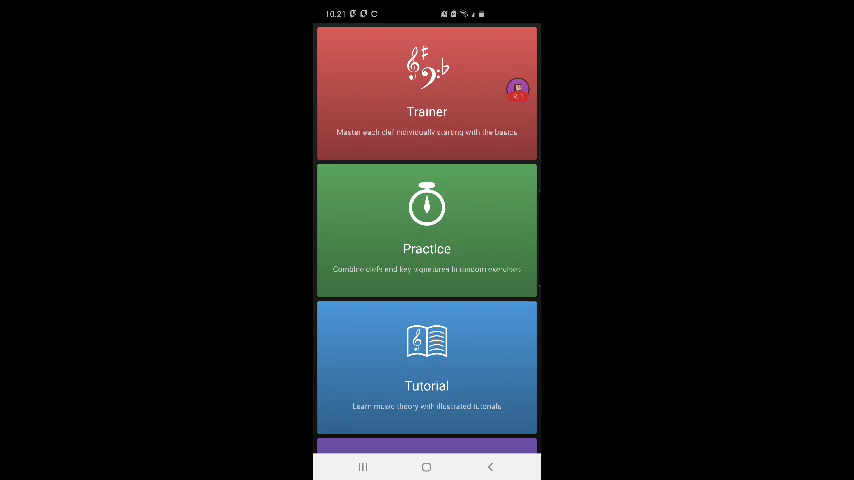 10.21
Trainer
Master each clef individually starting with the basics
Practice
Combine clefs and key signatures in random exercises
Tutorial
Learn music theory with illustrated tutorials